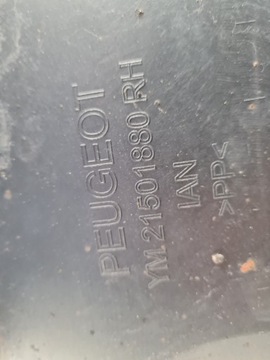 PEUGEOT
YM 21501880 RH
IAN
>PP<